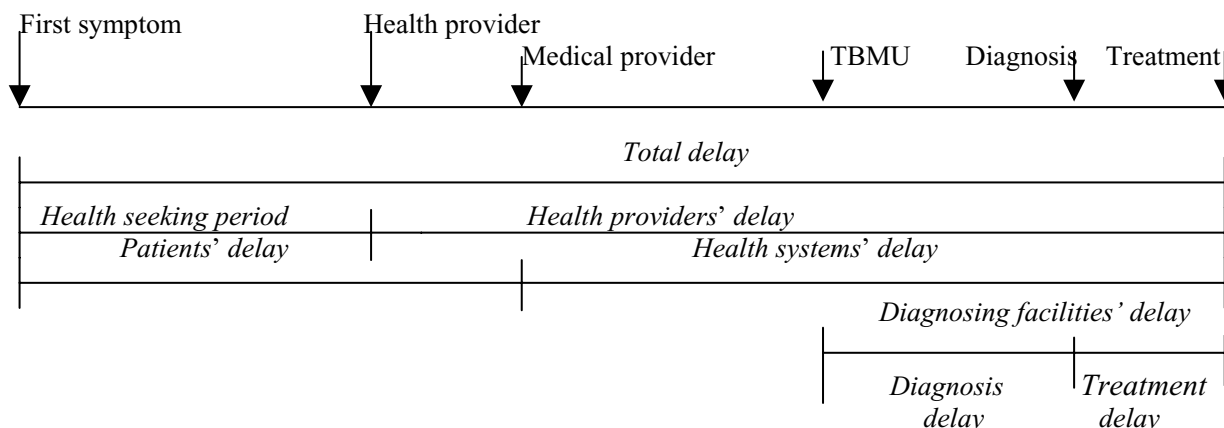 First symptom Health provider
Medical provider TBMU Diagnosis Treatment
Total delay
Health seeking period Health providers’ delay
Patients’ delay Health systems’ delay
Diagnosing facilities’ delay
Diagnosis Treatment
delay delay